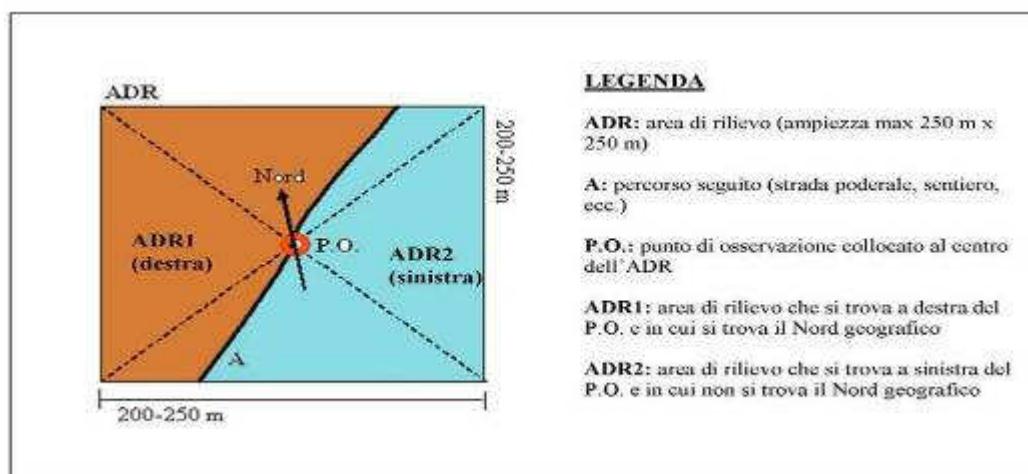 ADR
200-250 m
Nord
P.O.
ADR1
(destra)
ADR2
(sinistra)
A
200-250 m
LEGENDA
ADR: area di rilievo (ampiezza max 250 m x
250 m)
A: percorso seguito (strada poderale, sentiero,
ecc.)
P.O.: punto di osservazione collocato al centro
dell'ADR
ADR1: area di rilievo che si trova a destra del
P.O. e in cui si trova il Nord geografico
ADR2: area di rilievo che si trova a sinistra del
P.O. e in cui non si trova il Nord geografico